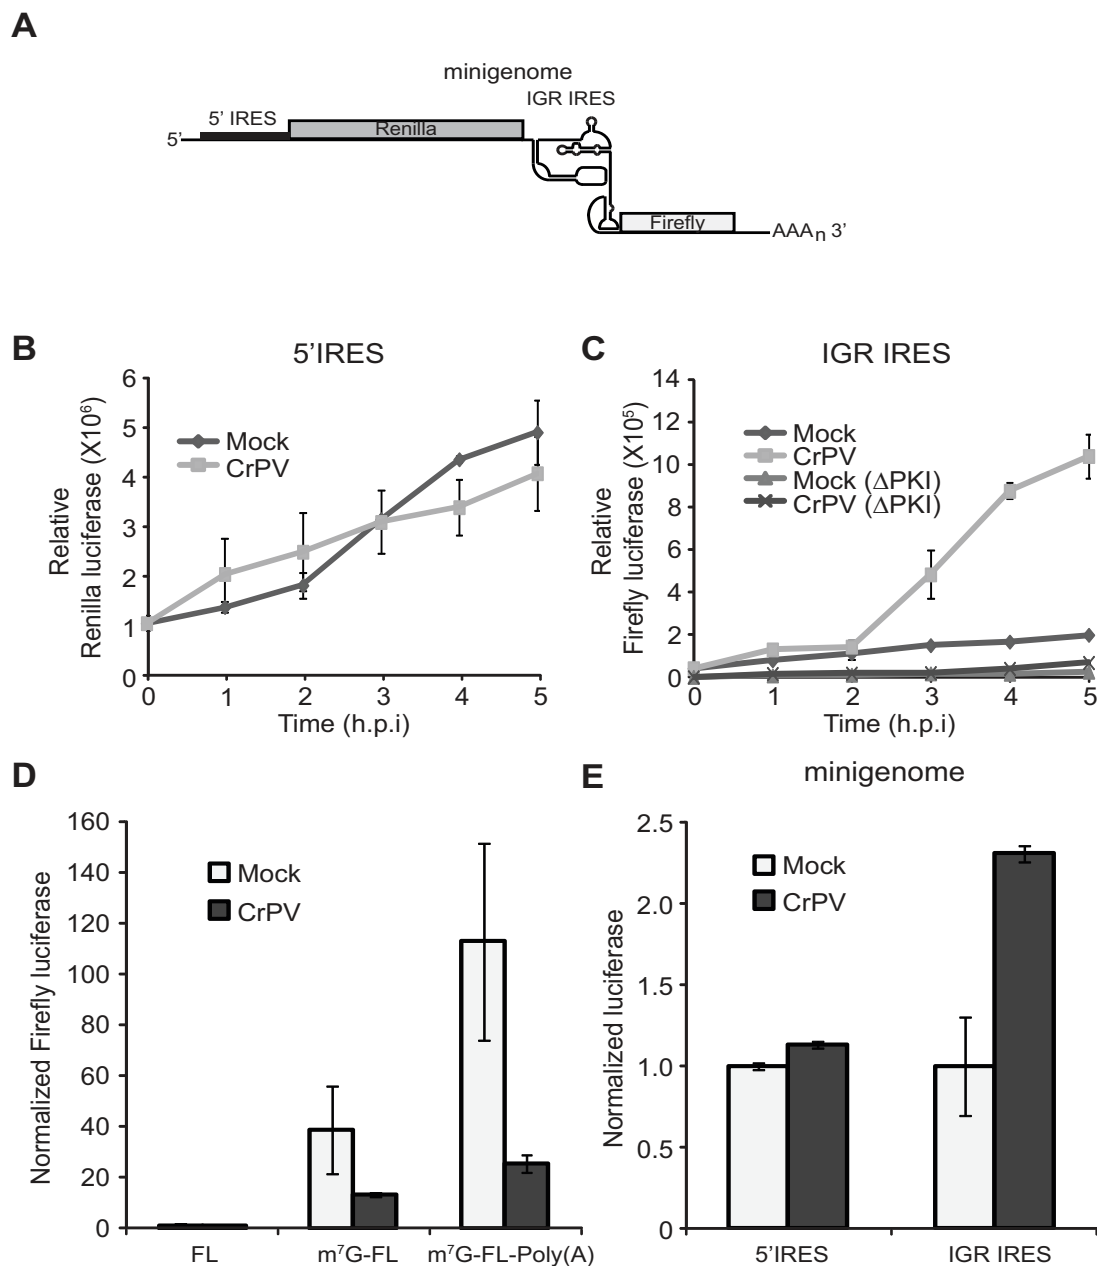 A
minigenome
IGR IRES
5' IRES
Renilla
5'
Firefly
AAAn 3'
B
5'IRES
6
5
4
3
2
1
0
Relative
Renilla luciferase (X10⁶)
Mock
CrPV
0 1 2 3 4 5
Time (h.p.i)
C
IGR IRES
14
12
10
8
6
4
2
0
Relative
Firefly luciferase (X10⁵)
Mock
CrPV
Mock (ΔPKI)
CrPV (ΔPKI)
0 1 2 3 4 5
Time (h.p.i)
D
160
140
120
100
80
60
40
20
0
Normalized Firefly luciferase
Mock
CrPV
FL m⁷G-FL m⁷G-FL-Poly(A)
E
minigenome
2.5
2.0
1.5
1.0
0.5
0
Normalized luciferase
Mock
CrPV
5'IRES IGR IRES